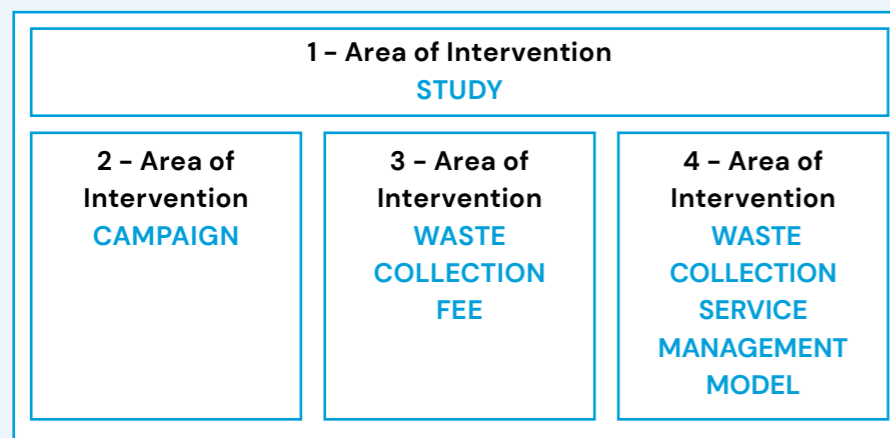 1 – Area of Intervention
STUDY
2 – Area of
Intervention
CAMPAIGN
3 – Area of
Intervention
WASTE
COLLECTION
FEE
4 – Area of
Intervention
WASTE
COLLECTION
SERVICE
MANAGEMENT
MODEL